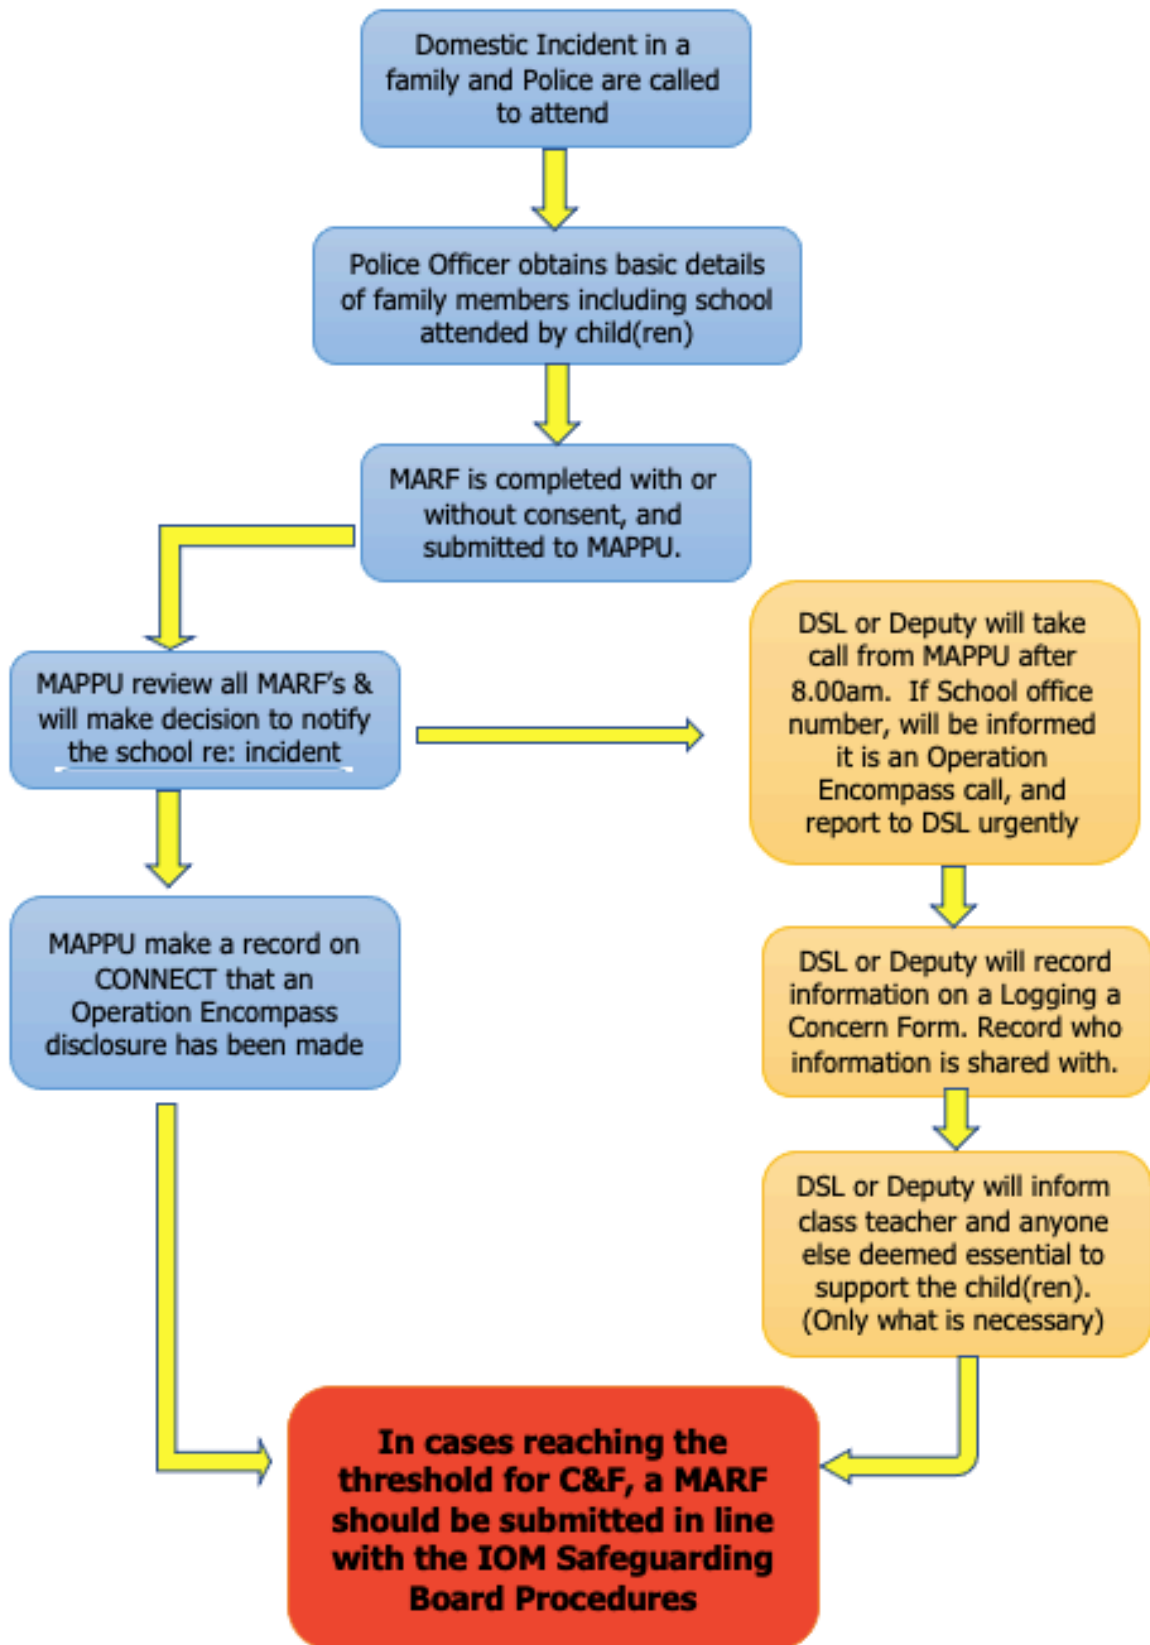 Domestic Incident in a
family and Police are called
to attend
Police Officer obtains basic details
of family members including school
attended by child(ren)
MARF is completed with or
without consent, and
submitted to MAPPU.
MAPPU review all MARF's &
will make decision to notify
the school re: incident
DSL or Deputy will take
call from MAPPU after
8.00am. If School office
number, will be informed
it is an Operation
Encompass call, and
report to DSL urgently
MAPPU make a record on
CONNECT that an
Operation Encompass
disclosure has been made
DSL or Deputy will record
information on a Logging a
Concern Form. Record who
information is shared with.
DSL or Deputy will inform
class teacher and anyone
else deemed essential to
support the child(ren).
(Only what is necessary)
In cases reaching the
threshold for C&F, a MARF
should be submitted in line
with the IOM Safeguarding
Board Procedures